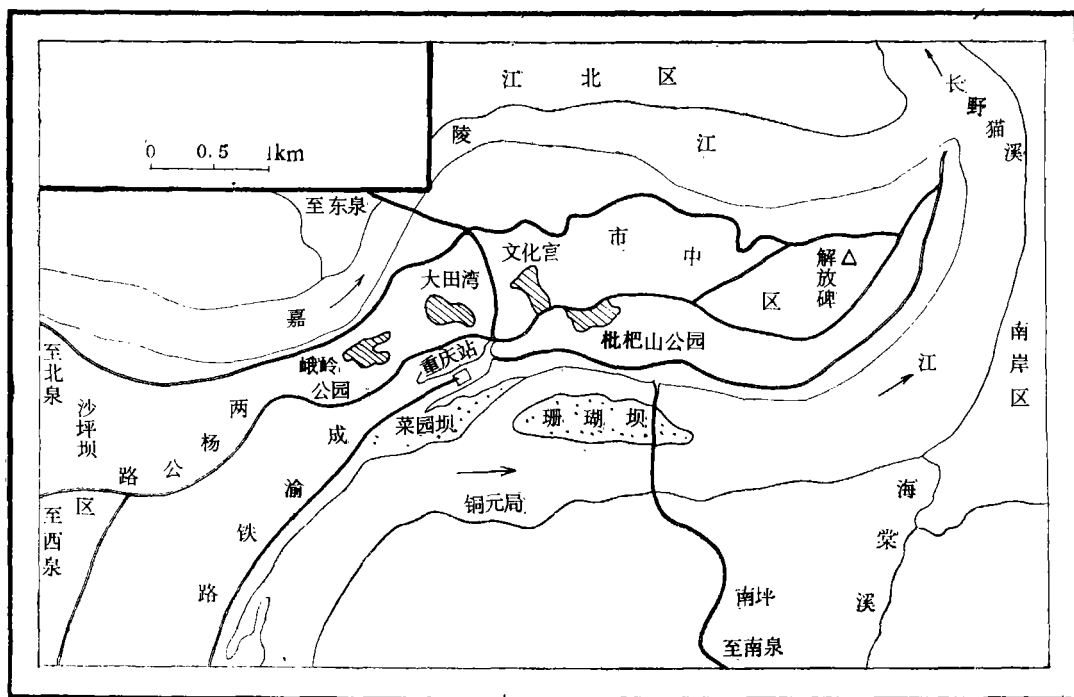 江北区
长
野猫溪
陵
江
0 0.5 1km
至东泉
文化宫
市中区
解放碑
大田湾
嘉
枇杷山公园
南岸区
峨岭公园
重庆站
江
至北泉
沙坪坝区
两杨公路
成渝铁路
菜园坝
珊瑚坝
铜元局
海棠溪
至西泉
南坪
至南泉